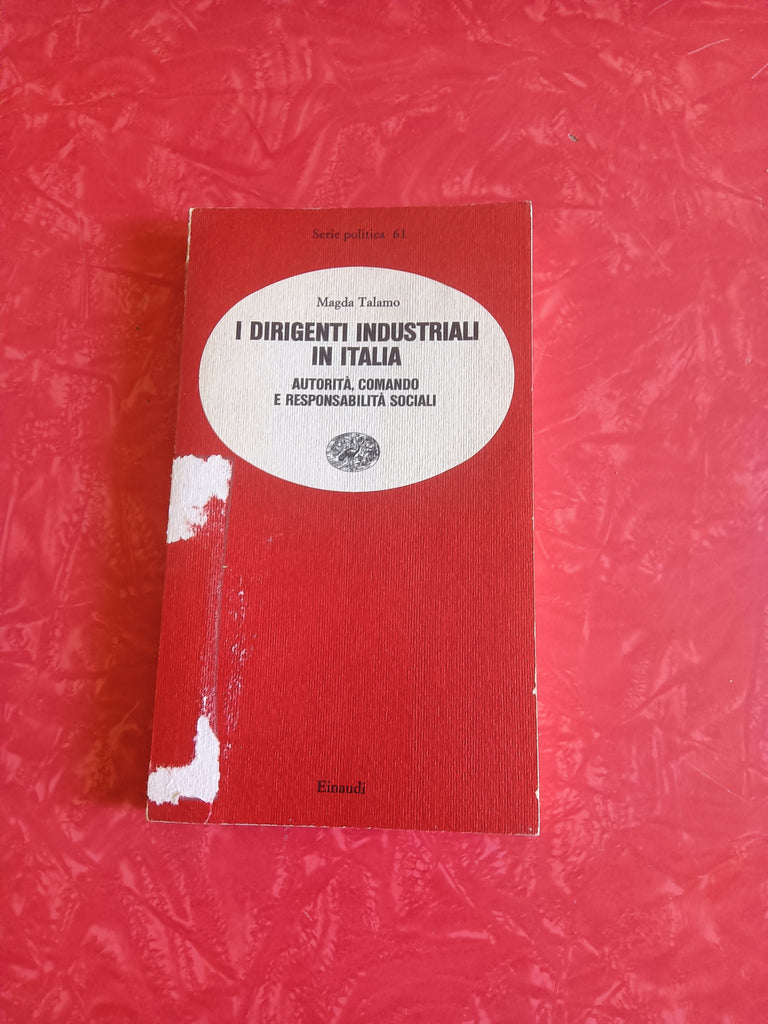 Serie politica 61
Magda Talamo
I DIRIGENTI INDUSTRIALI
IN ITALIA
AUTORITÀ, COMANDO
E RESPONSABILITÀ SOCIALI
Einaudi